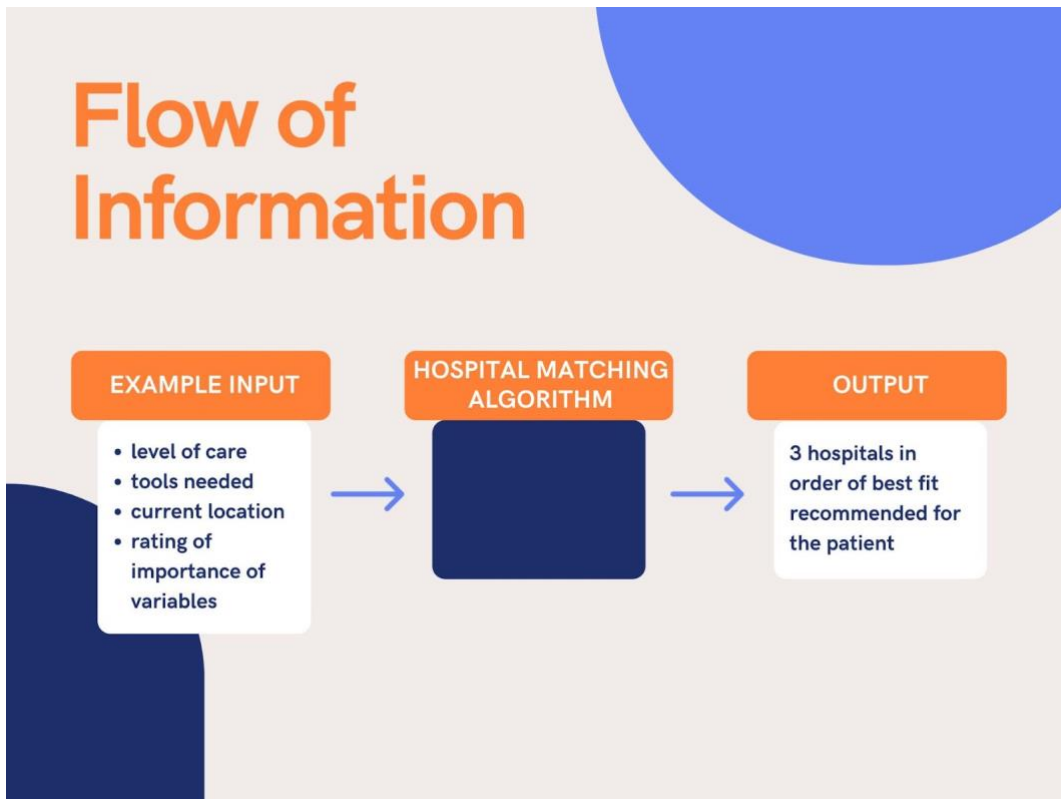 Flow of
Information
EXAMPLE INPUT
• level of care
• tools needed
• current location
• rating of
importance of
variables
HOSPITAL MATCHING
ALGORITHM
OUTPUT
3 hospitals in
order of best fit
recommended for
the patient